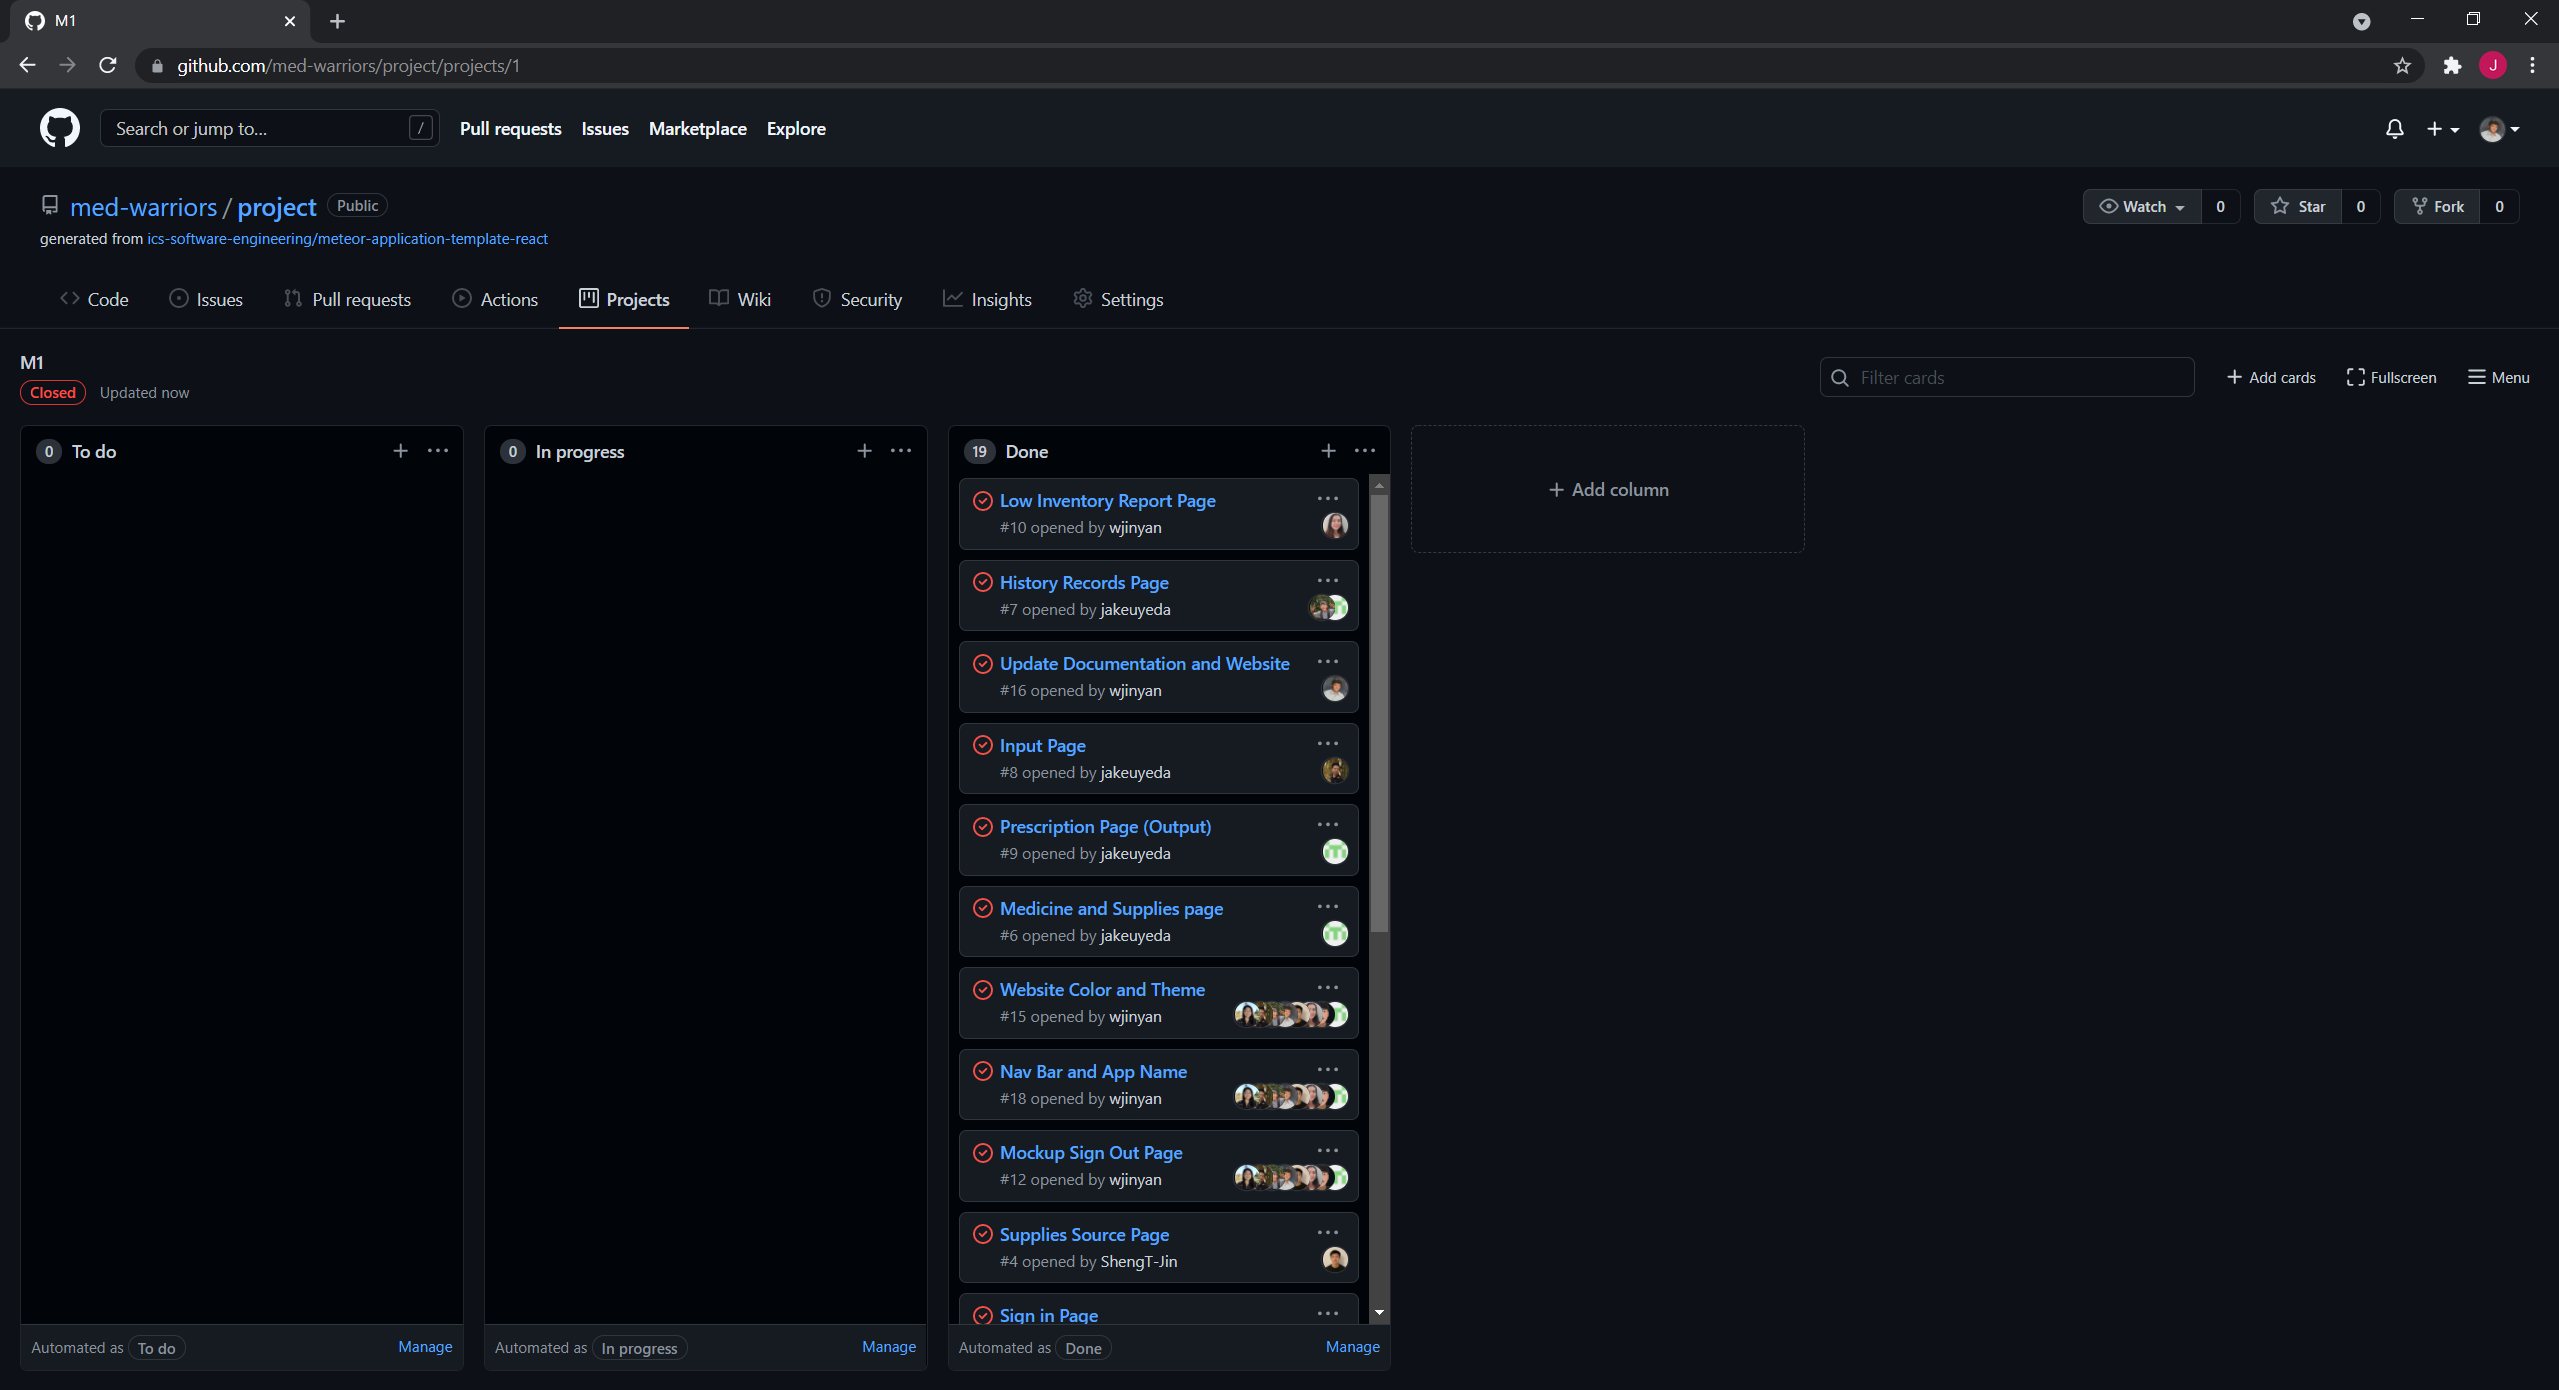 M1
github.com/med-warriors/project/projects/1
J
Search or jump to...
/
Pull requests
Issues
Marketplace
Explore
med-warriors / project
Public
Watch
0
Star
0
Fork
0
generated from ics-software-engineering/meteor-application-template-react
Code
Issues
Pull requests
Actions
Projects
Wiki
Security
Insights
Settings
M1
Closed
Updated now
Filter cards
Add cards
Fullscreen
Menu
0 To do
Automated as To do
Manage
0 In progress
Automated as In progress
Manage
19 Done
Low Inventory Report Page
#10 opened by wjinyan
History Records Page
#7 opened by jakeuyeda
Update Documentation and Website
#16 opened by wjinyan
Input Page
#8 opened by jakeuyeda
Prescription Page (Output)
#9 opened by jakeuyeda
Medicine and Supplies page
#6 opened by jakeuyeda
Website Color and Theme
#15 opened by wjinyan
Nav Bar and App Name
#18 opened by wjinyan
Mockup Sign Out Page
#12 opened by wjinyan
Supplies Source Page
#4 opened by ShengT-Jin
Sign in Page
Automated as Done
Manage
Add column